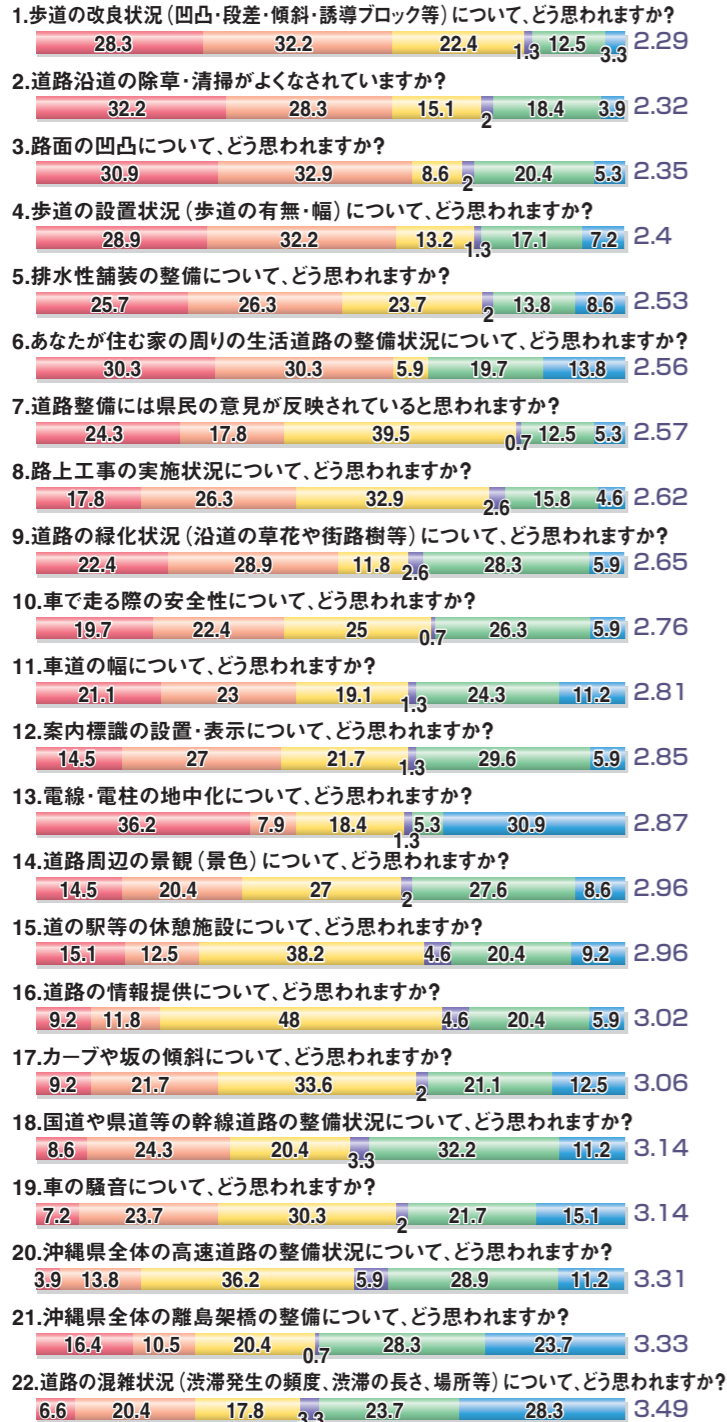 1.歩道の改良状況(凹凸・段差・傾斜・誘導ブロック等)について、どう思われますか?
28.3 32.2 22.4 1.3 12.5 3.3 2.29
2.道路沿道の除草・清掃がよくなされていますか?
32.2 28.3 15.1 2 18.4 3.9 2.32
3.路面の凹凸について、どう思われますか?
30.9 32.9 8.6 2 20.4 5.3 2.35
4.歩道の設置状況(歩道の有無・幅)について、どう思われますか?
28.9 32.2 13.2 1.3 17.1 7.2 2.4
5.排水性舗装の整備について、どう思われますか?
25.7 26.3 23.7 2 13.8 8.6 2.53
6.あなたが住む家の周りの生活道路の整備状況について、どう思われますか?
30.3 30.3 5.9 19.7 13.8 2.56
7.道路整備には県民の意見が反映されていると思われますか?
24.3 17.8 39.5 0.7 12.5 5.3 2.57
8.路上工事の実施状況について、どう思われますか?
17.8 26.3 32.9 2.6 15.8 4.6 2.62
9.道路の緑化状況(沿道の草花や街路樹等)について、どう思われますか?
22.4 28.9 11.8 2.6 28.3 5.9 2.65
10.車で走る際の安全性について、どう思われますか?
19.7 22.4 25 0.7 26.3 5.9 2.76
11.車道の幅について、どう思われますか?
21.1 23 19.1 1.3 24.3 11.2 2.81
12.案内標識の設置・表示について、どう思われますか?
14.5 27 21.7 1.3 29.6 5.9 2.85
13.電線・電柱の地中化について、どう思われますか?
36.2 7.9 18.4 1.3 5.3 30.9 2.87
14.道路周辺の景観(景色)について、どう思われますか?
14.5 20.4 27 2 27.6 8.6 2.96
15.道の駅等の休憩施設について、どう思われますか?
15.1 12.5 38.2 4.6 20.4 9.2 2.96
16.道路の情報提供について、どう思われますか?
9.2 11.8 48 4.6 20.4 5.9 3.02
17.カーブや坂の傾斜について、どう思われますか?
9.2 21.7 33.6 2 21.1 12.5 3.06
18.国道や県道等の幹線道路の整備状況について、どう思われますか?
8.6 24.3 20.4 3.3 32.2 11.2 3.14
19.車の騒音について、どう思われますか?
7.2 23.7 30.3 2 21.7 15.1 3.14
20.沖縄県全体の高速道路の整備状況について、どう思われますか?
3.9 13.8 36.2 5.9 28.9 11.2 3.31
21.沖縄県全体の離島架橋の整備について、どう思われますか?
16.4 10.5 20.4 0.7 28.3 23.7 3.33
22.道路の混雑状況(渋滞発生の頻度、渋滞の長さ、場所等)について、どう思われますか?
6.6 20.4 17.8 3.3 23.7 28.3 3.49